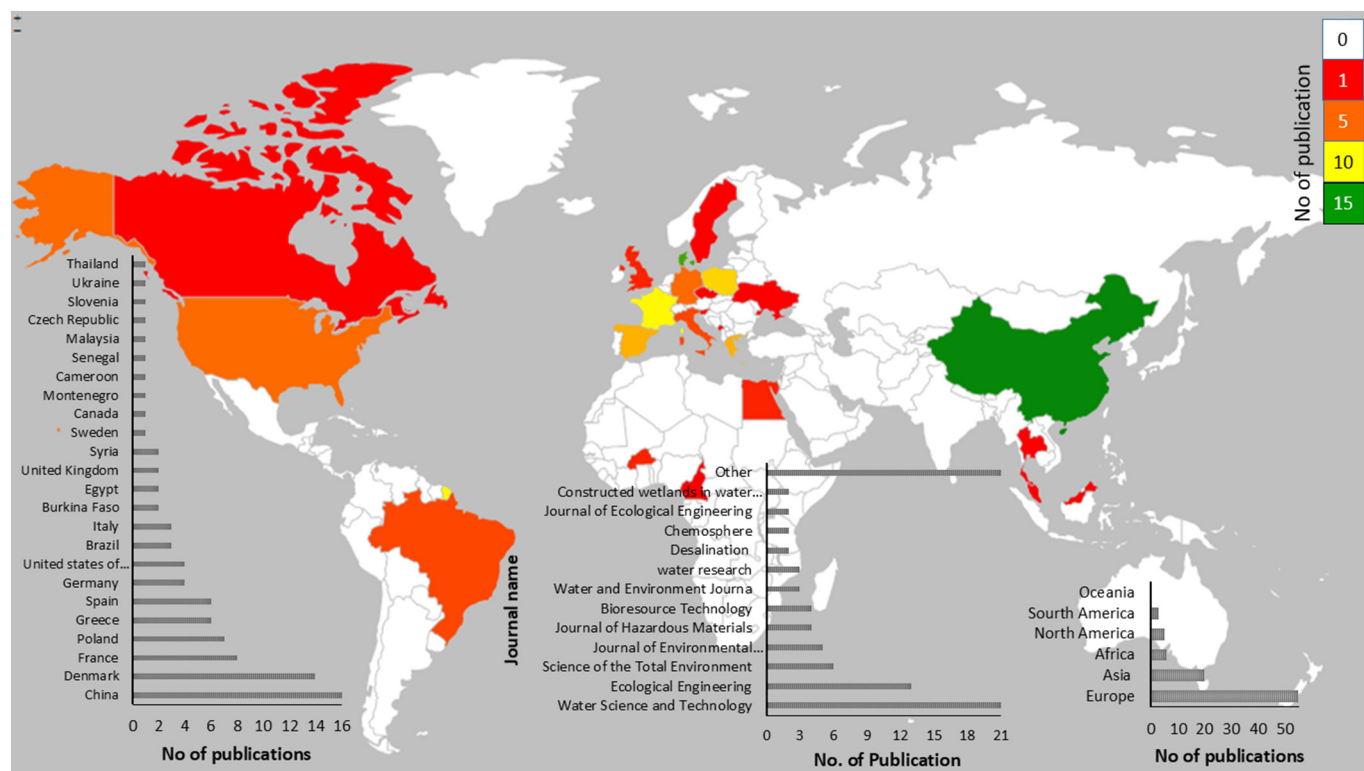 0
1
5
10
15
No of publication
Thailand
Ukraine
Slovenia
Czech Republic
Malaysia
Senegal
Cameroon
Montenegro
Canada
Sweden
Syria
United Kingdom
Egypt
Burkina Faso
Italy
Brazil
United states of...
Germany
Spain
Greece
Poland
France
Denmark
China
0 2 4 6 8 10 12 14 16
No of publications
Journal name
Other
Constructed wetlands in water...
Journal of Ecological Engineering
Chemosphere
Desalination
water research
Water and Environment Journa
Bioresource Technology
Journal of Hazardous Materials
Journal of Environmental...
Science of the Total Environment
Ecological Engineering
Water Science and Technology
0 3 6 9 12 15 18 21
No. of Publication
Oceania
Sourth America
North America
Africa
Asia
Europe
0 10 20 30 40 50
No of publications